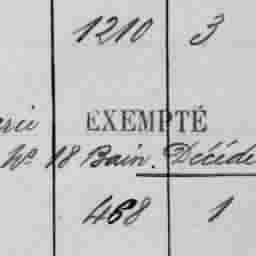 1210 3
EXEMPTÉ
Nº 18 Bain. Décédé
468 1